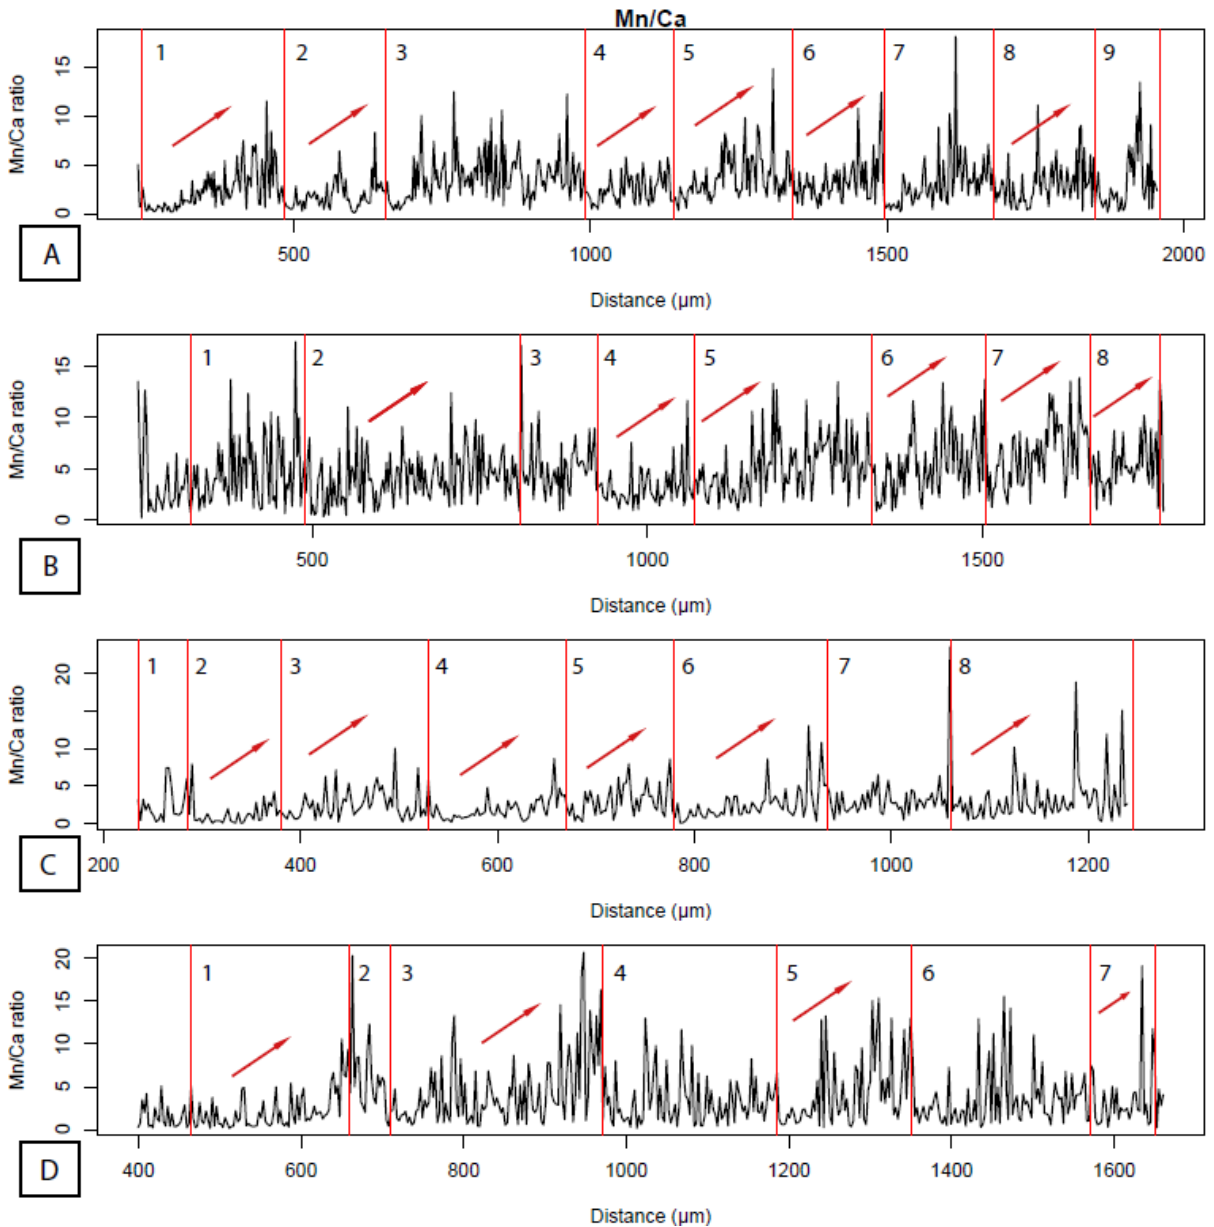 Mn/Ca
1 2 3 4 5 6 7 8 9
Mn/Ca ratio
15
10
5
0
A
500 1000 1500 2000
Distance (µm)
1 2 3 4 5 6 7 8
Mn/Ca ratio
15
10
5
0
B
500 1000 1500
Distance (µm)
1 2 3 4 5 6 7 8
Mn/Ca ratio
20
10
5
0
C
200 400 600 800 1000 1200
Distance (µm)
1 2 3 4 5 6 7
Mn/Ca ratio
20
15
10
5
0
D
400 600 800 1000 1200 1400 1600
Distance (µm)